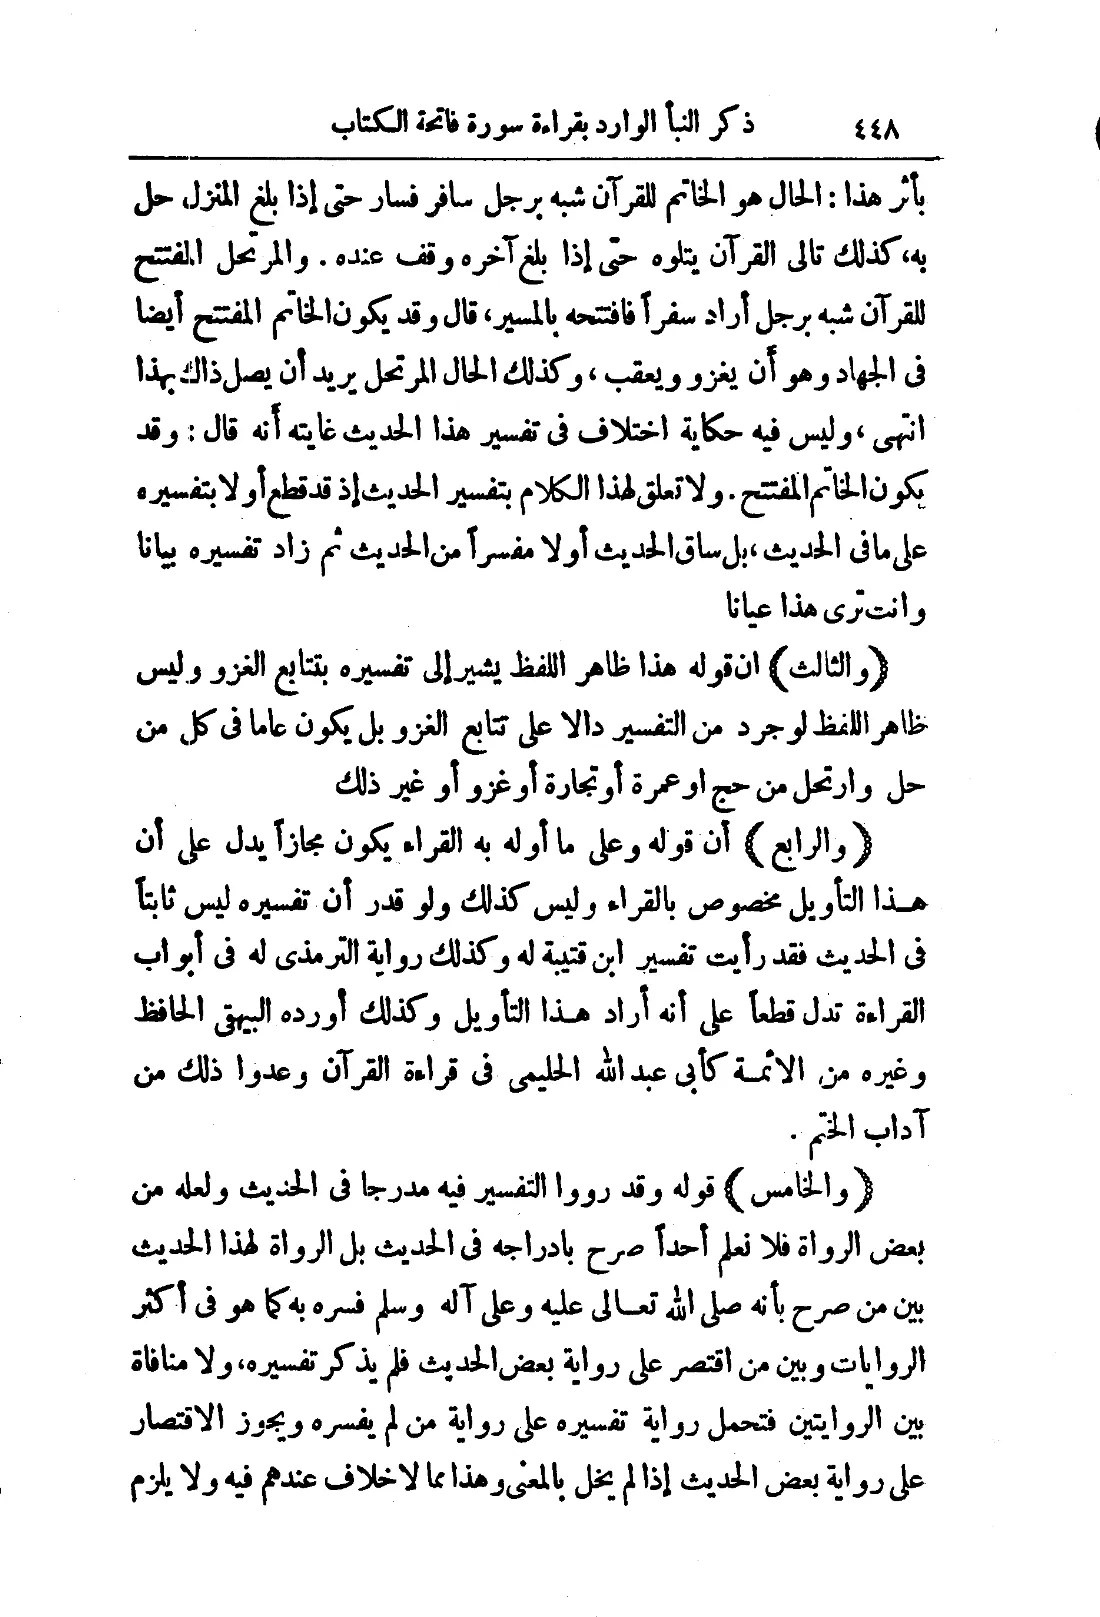 ٤٤٨ ذكر النبأ الوارد بقراءة سورة فاتحة الكتاب
بأثر هذا : الحال هو الخاتم للقرآن شبه برجل سافر فسار حتى إذا بلغ المنزل حل
به، كذلك تالى القرآن يتلوه حتى إذا بلغ آخره وقف عنده . والمرتحل المفتتح
للقرآن شبه برجل أراد سفراً فافتتحه بالمسير، قال وقد يكون الخاتم المفتتح أيضا
فى الجهاد وهو أن يغزو ويعقب ، وكذلك الحال المرتحل يريد أن يصل ذاك بهذا
انتهى ، وليس فيه حكاية اختلاف فى تفسير هذا الحديث غايته أنه قال : وقد
يكون الخاتم المفتتح . ولا تعلق لهذا الكلام بتفسير الحديث إذ قد قطع أولا بتفسيره
على ما فى الحديث ، بل ساق الحديث أولا مفسراً من الحديث ثم زاد تفسيره بيانا
وانت ترى هذا عيانا
(والثالث) ان قوله هذا ظاهر اللفظ يشير إلى تفسيره بتتابع الغزو وليس
ظاهر اللفظ لو جرد من التفسير دالا على تتابع الغزو بل يكون عاما فى كل من
حل وارتحل من حج او عمرة أو تجارة أو غزو أو غير ذلك
(والرابع) أن قوله وعلى ما أوله به القراء يكون مجازاً يدل على أن
هذا التأويل مخصوص بالقراء وليس كذلك ولو قدر أن تفسيره ليس ثابتاً
فى الحديث فقد رأيت تفسير ابن قتيبة له وكذلك رواية الترمذى له فى أبواب
القراءة تدل قطعاً على أنه أراد هذا التأويل وكذلك أورده البيهقى الحافظ
وغيره من الائمة كأبى عبد الله الحليمى فى قراءة القرآن وعدوا ذلك من
آداب الختم .
(والخامس) قوله وقد رووا التفسير فيه مدرجا فى الحديث ولعله من
بعض الرواة فلا نعلم أحداً صرح بادراجه فى الحديث بل الرواة لهذا الحديث
بين من صرح بأنه صلى الله تعالى عليه وعلى آله وسلم فسره به كما هو فى أكثر
الروايات وبين من اقتصر على رواية بعض الحديث فلم يذكر تفسيره، ولا منافاة
بين الروايتين فتحمل رواية تفسيره على رواية من لم يفسره ويجوز الاقتصار
على رواية بعض الحديث إذا لم يخل بالمعنى وهذا مما لا خلاف عندهم فيه ولا يلزم